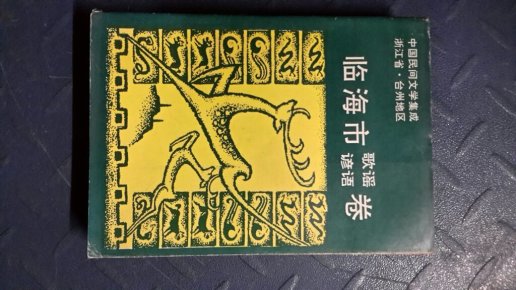 中国民间文学集成
浙江省·台州地区
临海市歌谣谚语卷